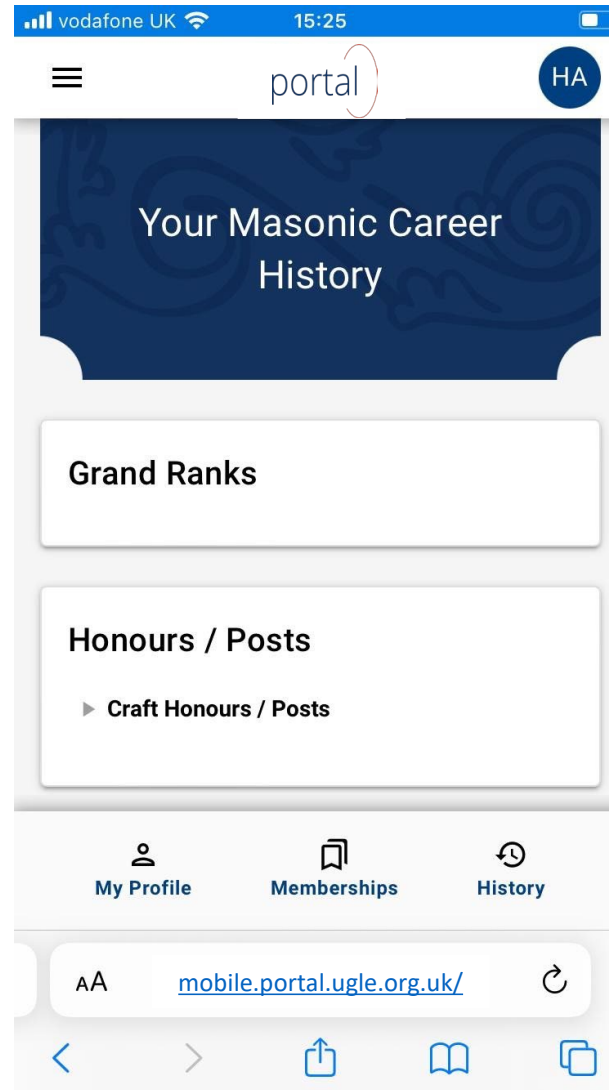 vodafone UK 15:25
portal HA
Your Masonic Career
History
Grand Ranks
Honours / Posts
Craft Honours / Posts
My Profile Memberships History
AA mobile.portal.ugle.org.uk/